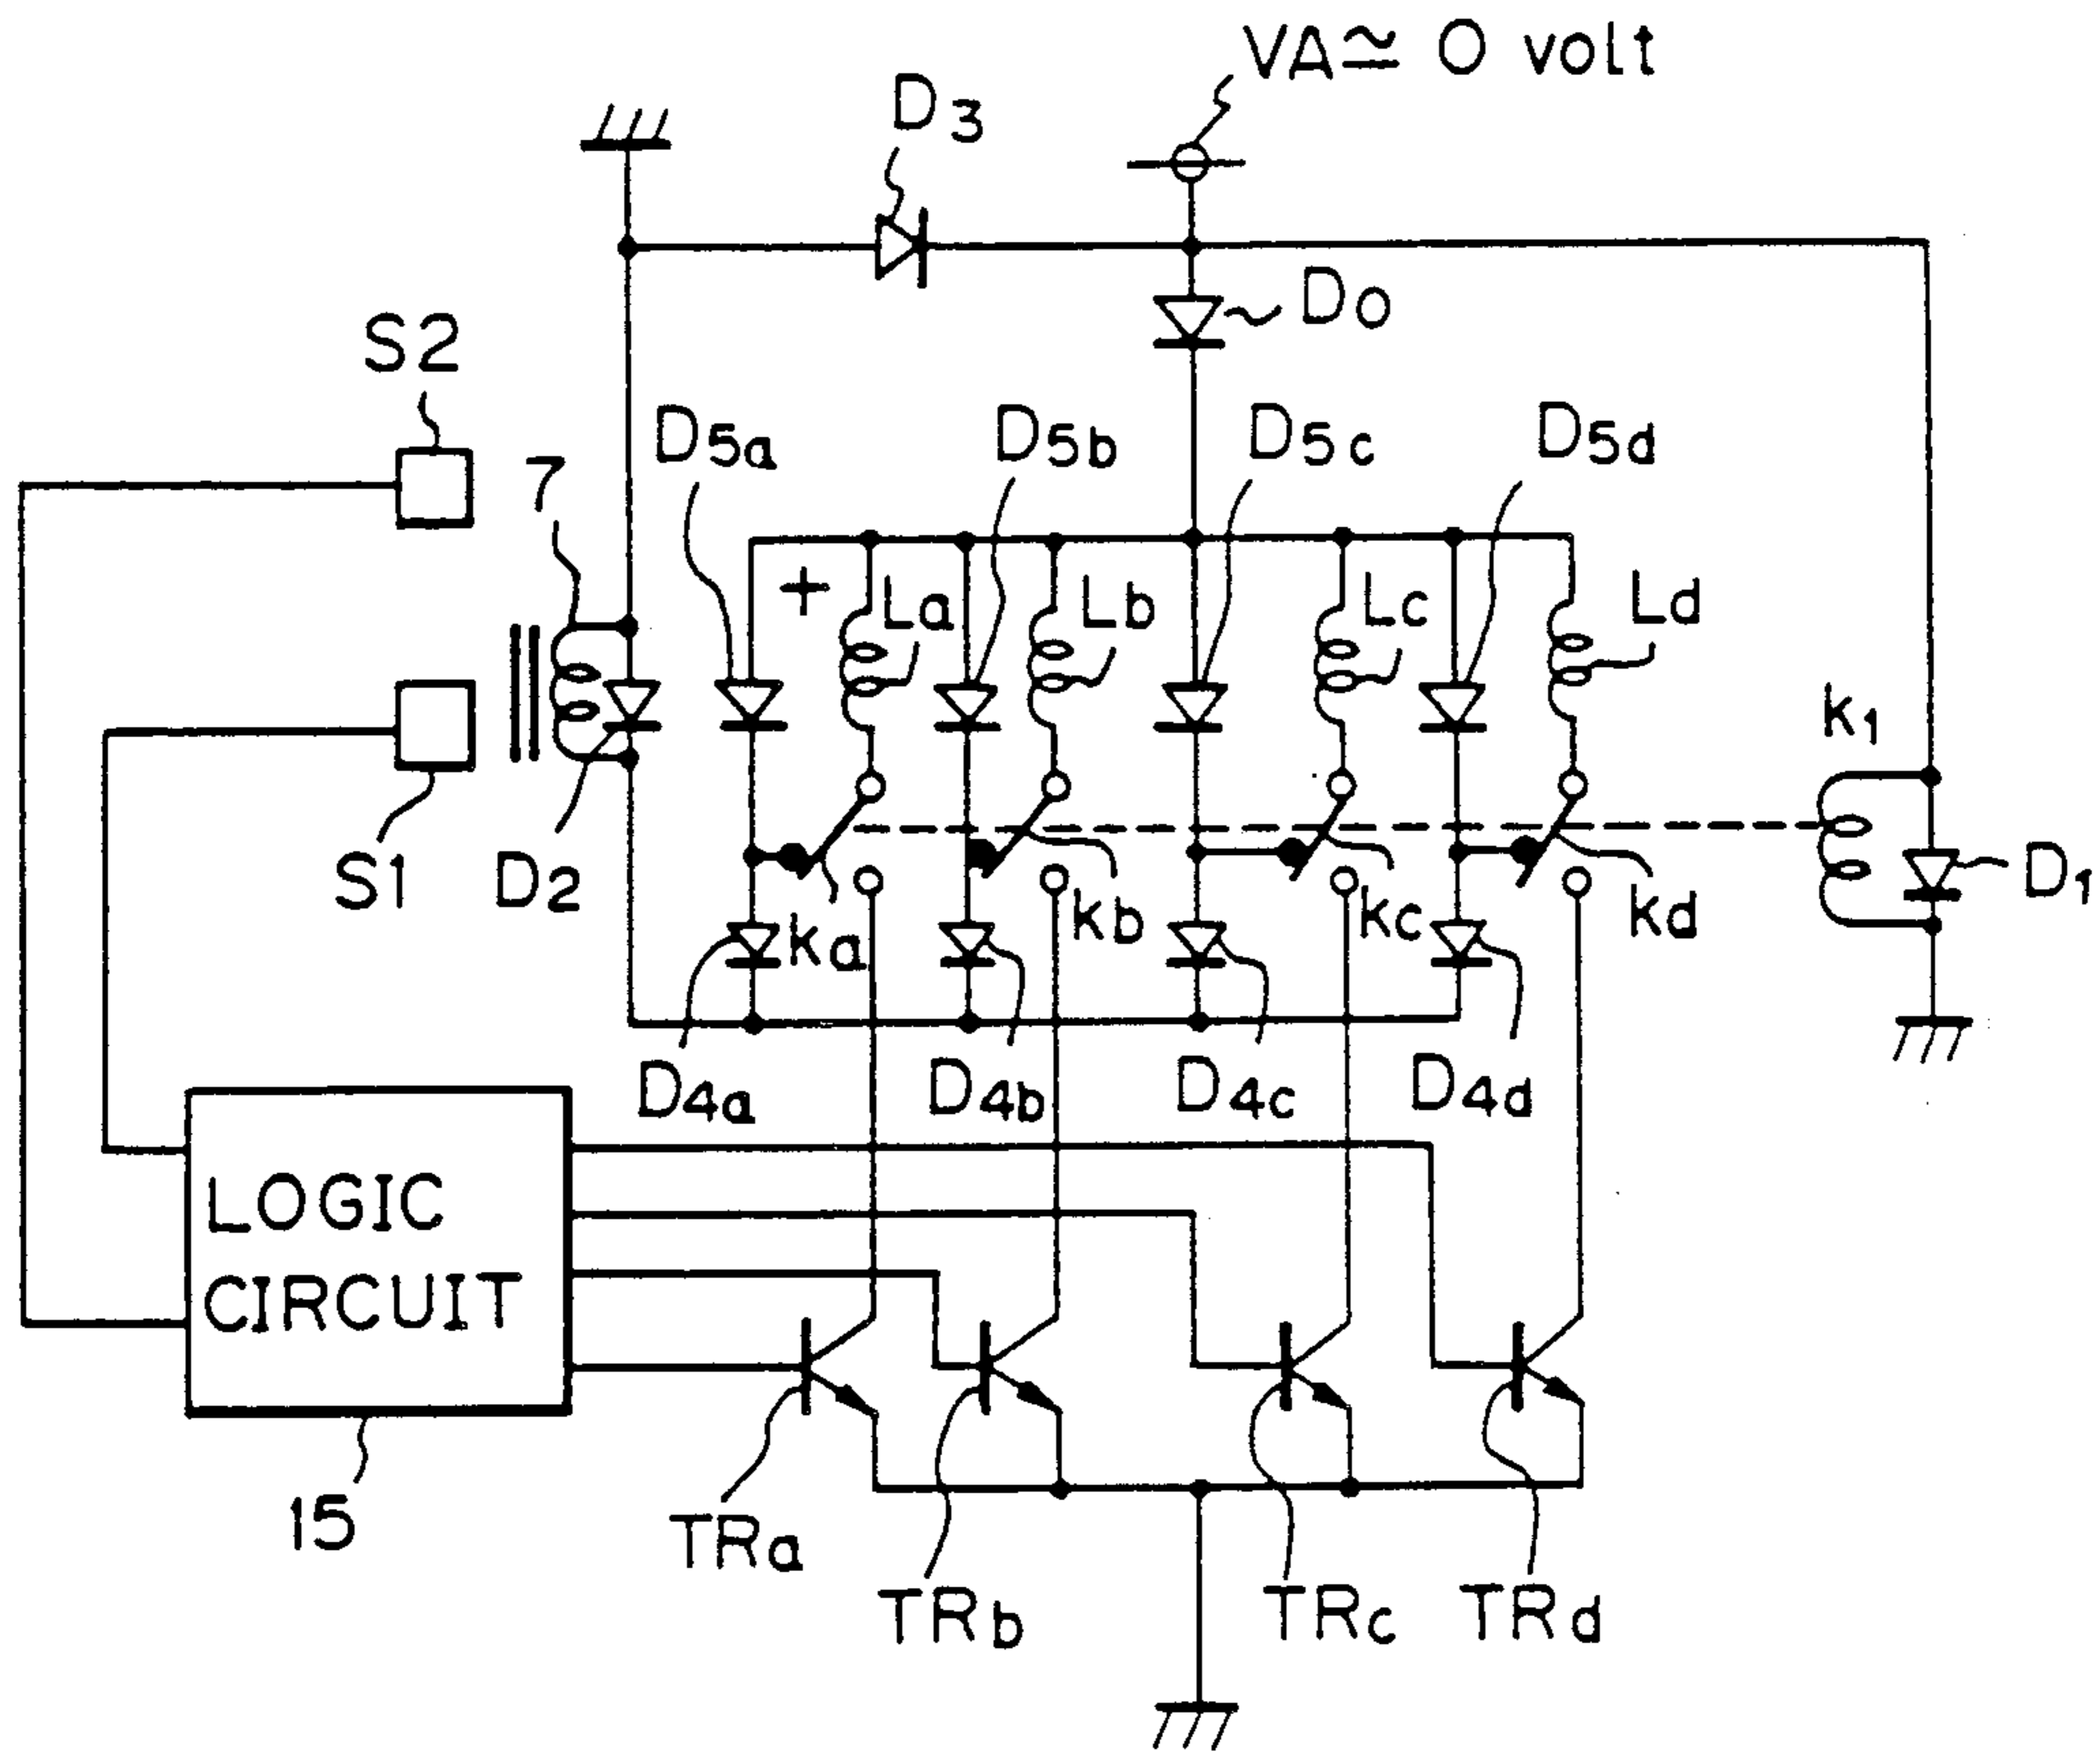 VA≃ 0 volt
D3
D0
S2
D5a
D5b
D5c
D5d
7
+
La
Lb
Lc
Ld
k1
S1
D2
ka
kb
kc
kd
D1
D4a
D4b
D4c
D4d
LOGIC
CIRCUIT
15
TRa
TRb
TRc
TRd